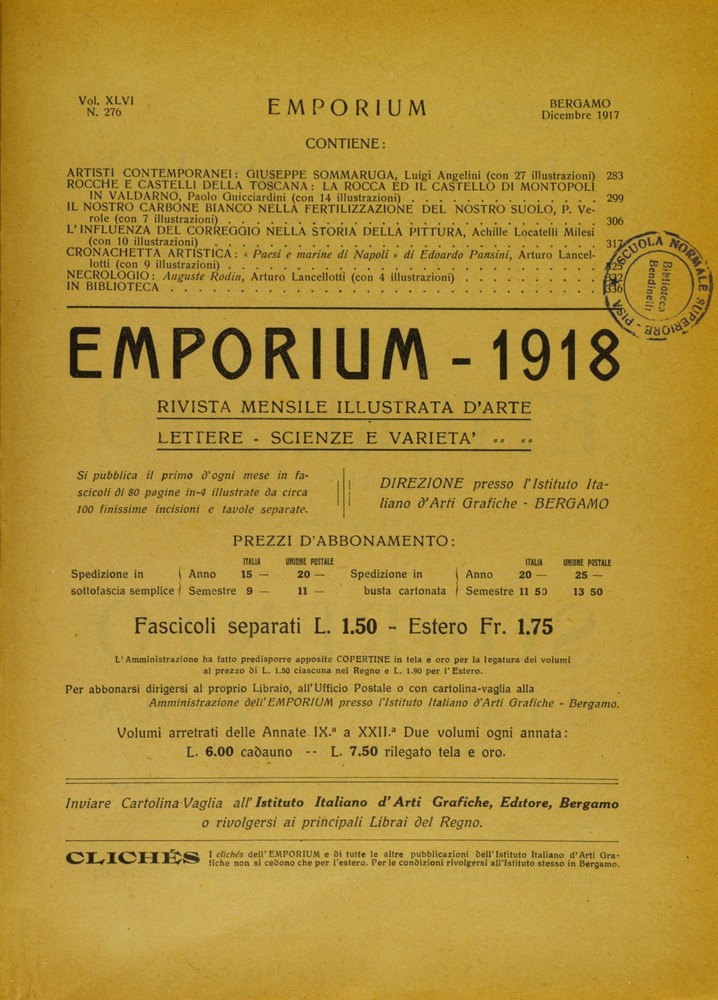 Vol. XLVI
N. 276
EMPORIUM
BERGAMO
Dicembre 1917
CONTIENE:
ARTISTI CONTEMPORANEI: GIUSEPPE SOMMARUGA, Luigi Angelini (con 27 illustrazioni) 283
ROCCHE E CASTELLI DELLA TOSCANA: LA ROCCA ED IL CASTELLO DI MONTOPOLI
IN VALDARNO, Paolo Guicciardini (con 14 illustrazioni) . . . . . . . . . . . . . . 299
IL NOSTRO CARBONE BIANCO NELLA FERTILIZZAZIONE DEL NOSTRO SUOLO, P. Ve-
role (con 7 illustrazioni) . . . . . . . . . . . . . . . . . . . . . . . . . . . 306
L'INFLUENZA DEL CORREGGIO NELLA STORIA DELLA PITTURA, Achille Locatelli Milesi
(con 10 illustrazioni) . . . . . . . . . . . . . . . . . . . . . . . . . . . . 317
CRONACHETTA ARTISTICA: « Paesi e marine di Napoli » di Edoardo Pansini, Arturo Lancel-
lotti (con 9 illustrazioni) . . . . . . . . . . . . . . . . . . . . . . . . . . 325
NECROLOGIO: Auguste Rodin, Arturo Lancellotti (con 4 illustrazioni) . . . . . . . . . 332
IN BIBLIOTECA . . . . . . . . . . . . . . . . . . . . . . . . . . . . . . . . . 336
SCUOLA NORMALE SUPERIORE - PISA
Biblioteca
Bendinelli
EMPORIUM - 1918
RIVISTA MENSILE ILLUSTRATA D'ARTE
LETTERE - SCIENZE E VARIETA'
Si pubblica il primo d'ogni mese in fa-
scicoli di 80 pagine in-4 illustrate da circa
100 finissime incisioni e tavole separate.
DIREZIONE presso l'Istituto Ita-
liano d'Arti Grafiche - BERGAMO
PREZZI D'ABBONAMENTO:
ITALIA UNIONE POSTALE ITALIA UNIONE POSTALE
Spedizione in Anno 15 — 20 — Spedizione in Anno 20 — 25 —
sottofascia semplice Semestre 9 — 11 — busta cartonata Semestre 11 50 13 50
Fascicoli separati L. 1.50 - Estero Fr. 1.75
L'Amministrazione ha fatto predisporre apposite COPERTINE in tela e oro per la legatura dei volumi
al prezzo di L. 1.50 ciascuna nel Regno e L. 1.90 per l'Estero.
Per abbonarsi dirigersi al proprio Libraio, all'Ufficio Postale o con cartolina-vaglia alla
Amministrazione dell'EMPORIUM presso l'Istituto Italiano d'Arti Grafiche - Bergamo.
Volumi arretrati delle Annate IX.ª a XXII.ª Due volumi ogni annata:
L. 6.00 cadauno -- L. 7.50 rilegato tela e oro.
Inviare Cartolina Vaglia all'Istituto Italiano d'Arti Grafiche, Editore, Bergamo
o rivolgersi ai principali Librai del Regno.
CLICHÉS I clichés dell'EMPORIUM e di tutte le altre pubblicazioni dell'Istituto Italiano d'Arti Gra-
fiche non si cedono che per l'estero. Per le condizioni rivolgersi all'Istituto stesso in Bergamo.